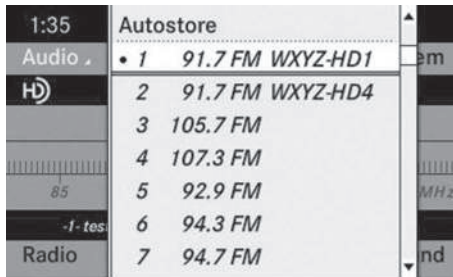 1:35
Autostore
Audio
em
• 1 91.7 FM WXYZ-HD1
HD
2 91.7 FM WXYZ-HD4
3 105.7 FM
4 107.3 FM
85
5 92.9 FM
MHz
-1- tes
6 94.3 FM
Radio
7 94.7 FM
nd